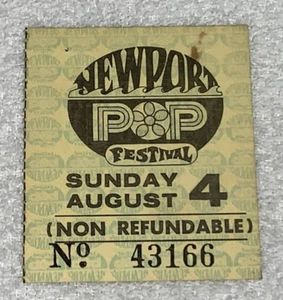 NEWPORT
POP
FESTIVAL
SUNDAY
AUGUST 4
(NON REFUNDABLE)
No 43166